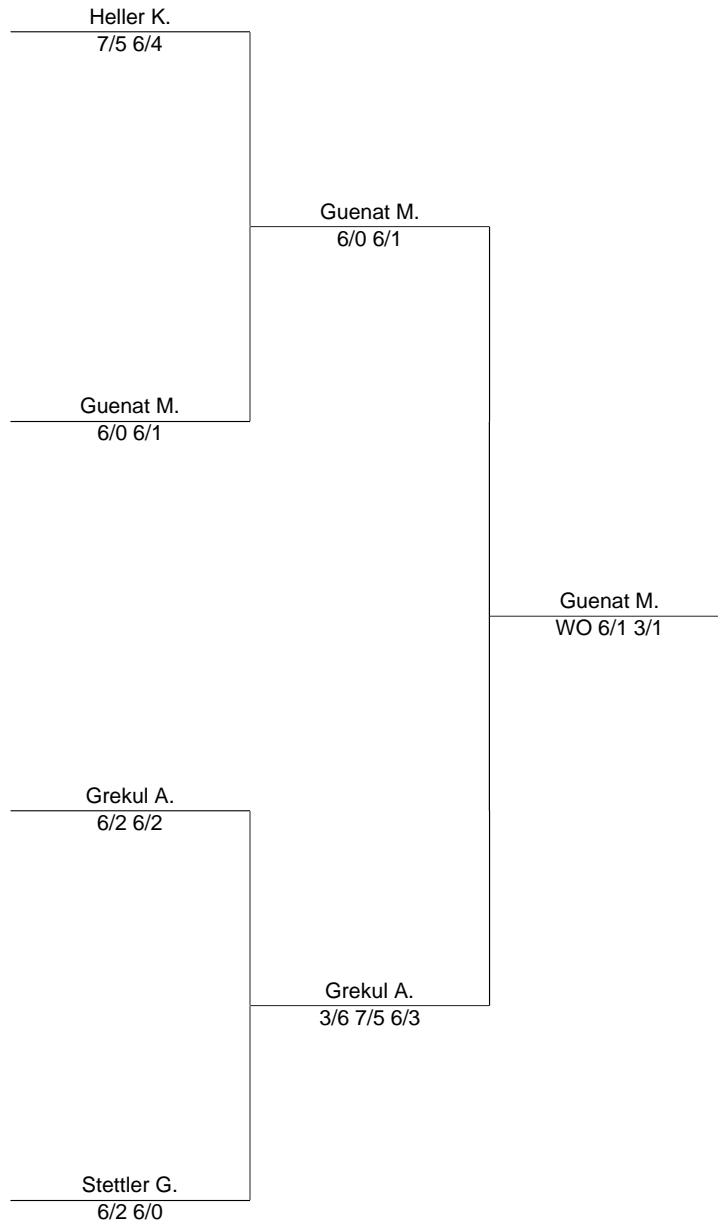 Heller K.
7/5 6/4
Guenat M.
6/0 6/1
Guenat M.
6/0 6/1
Guenat M.
WO 6/1 3/1
Grekul A.
6/2 6/2
Grekul A.
3/6 7/5 6/3
Stettler G.
6/2 6/0